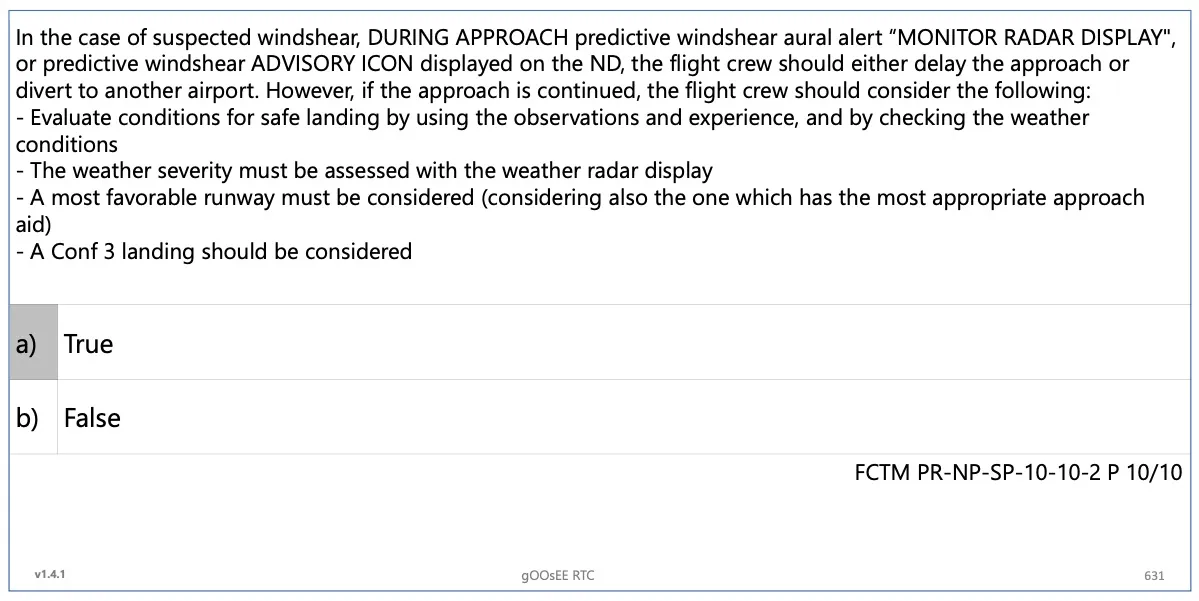 In the case of suspected windshear, DURING APPROACH predictive windshear aural alert “MONITOR RADAR DISPLAY",
or predictive windshear ADVISORY ICON displayed on the ND, the flight crew should either delay the approach or
divert to another airport. However, if the approach is continued, the flight crew should consider the following:
- Evaluate conditions for safe landing by using the observations and experience, and by checking the weather
conditions
- The weather severity must be assessed with the weather radar display
- A most favorable runway must be considered (considering also the one which has the most appropriate approach
aid)
- A Conf 3 landing should be considered
a) True
b) False
FCTM PR-NP-SP-10-10-2 P 10/10
v1.4.1 gOOsEE RTC 631